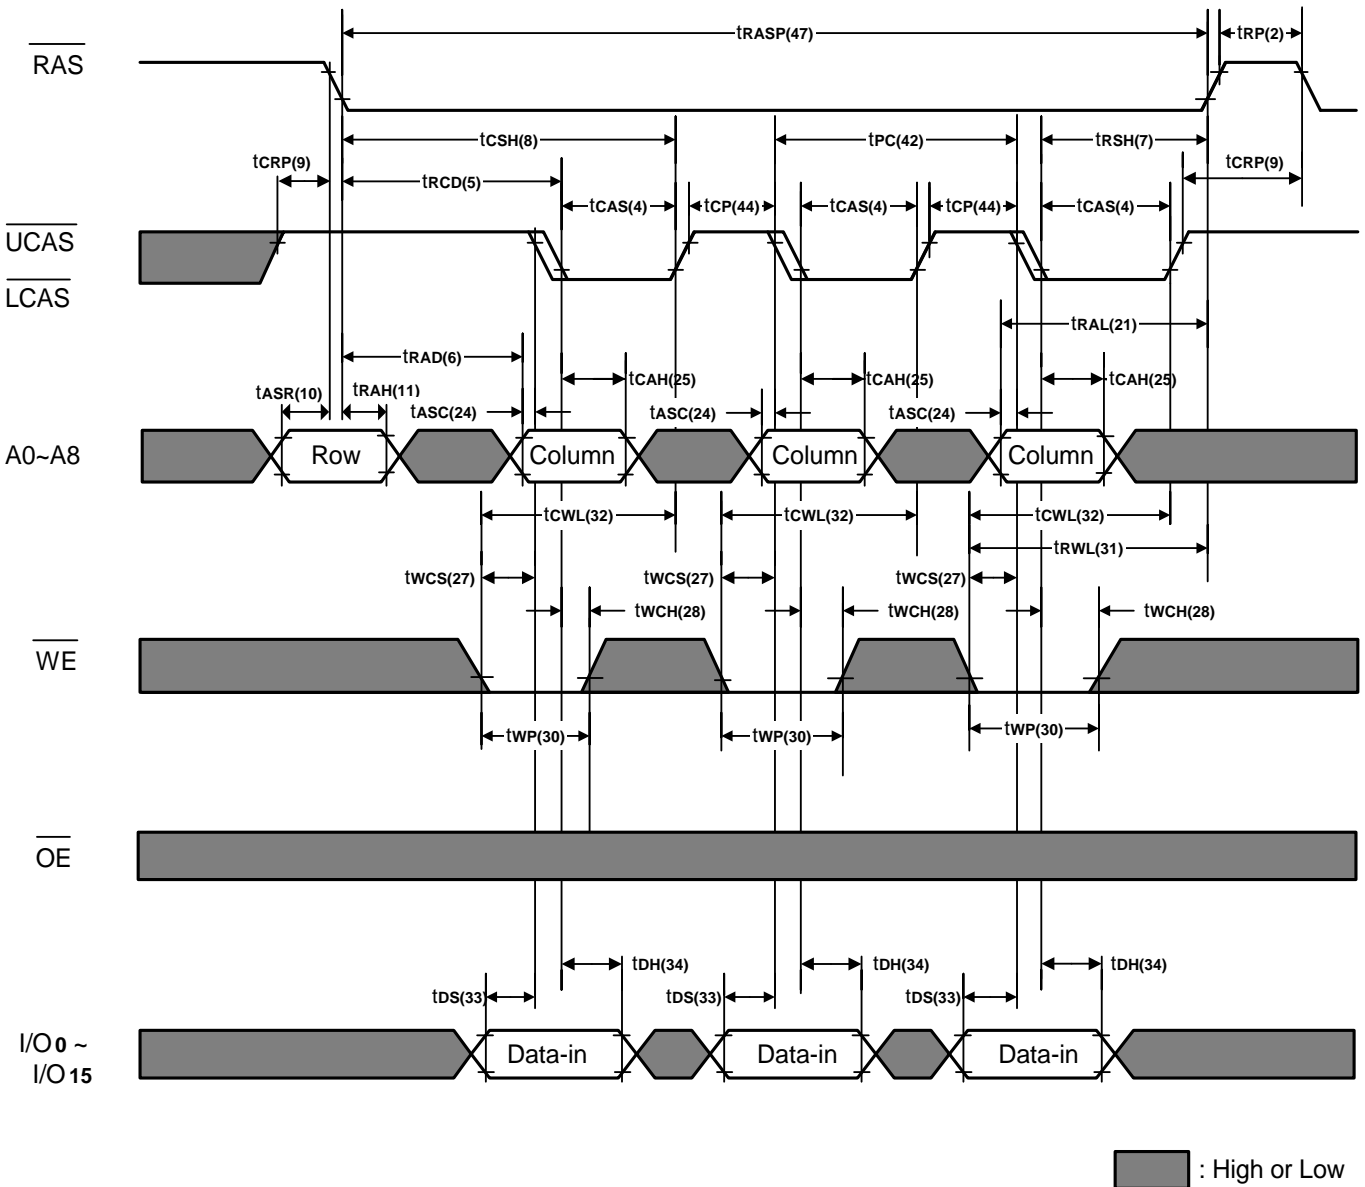 tRASP(47) tRP(2)
RAS
tCSH(8) tPC(42) tRSH(7)
tCRP(9) tRCD(5) tCRP(9)
tCAS(4) tCP(44) tCAS(4) tCP(44) tCAS(4)
UCAS
LCAS
tRAL(21)
tRAD(6)
tASR(10) tRAH(11) tCAH(25) tCAH(25) tCAH(25)
tASC(24) tASC(24) tASC(24)
A0~A8 Row Column Column Column
tCWL(32) tCWL(32) tCWL(32)
tRWL(31)
tWCS(27) tWCS(27) tWCS(27)
tWCH(28) tWCH(28) tWCH(28)
WE
tWP(30) tWP(30) tWP(30)
OE
tDH(34) tDH(34) tDH(34)
tDS(33) tDS(33) tDS(33)
I/O 0 ~
I/O 15
Data-in Data-in Data-in
: High or Low